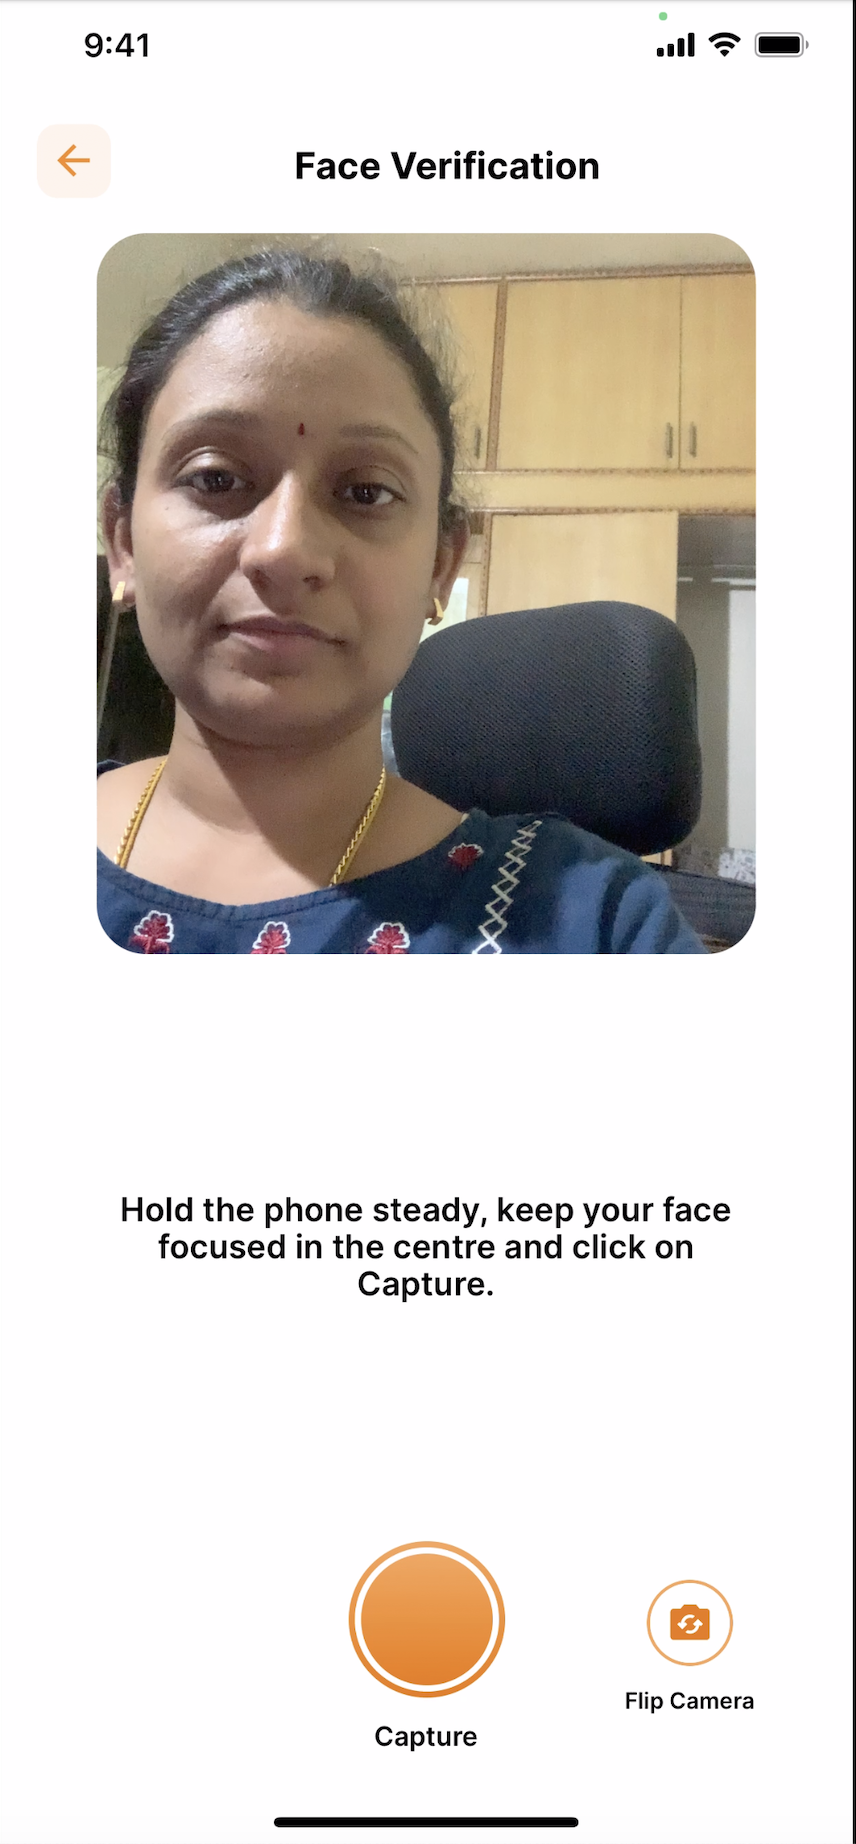 9:41
Face Verification
Hold the phone steady, keep your face
focused in the centre and click on
Capture.
Capture
Flip Camera